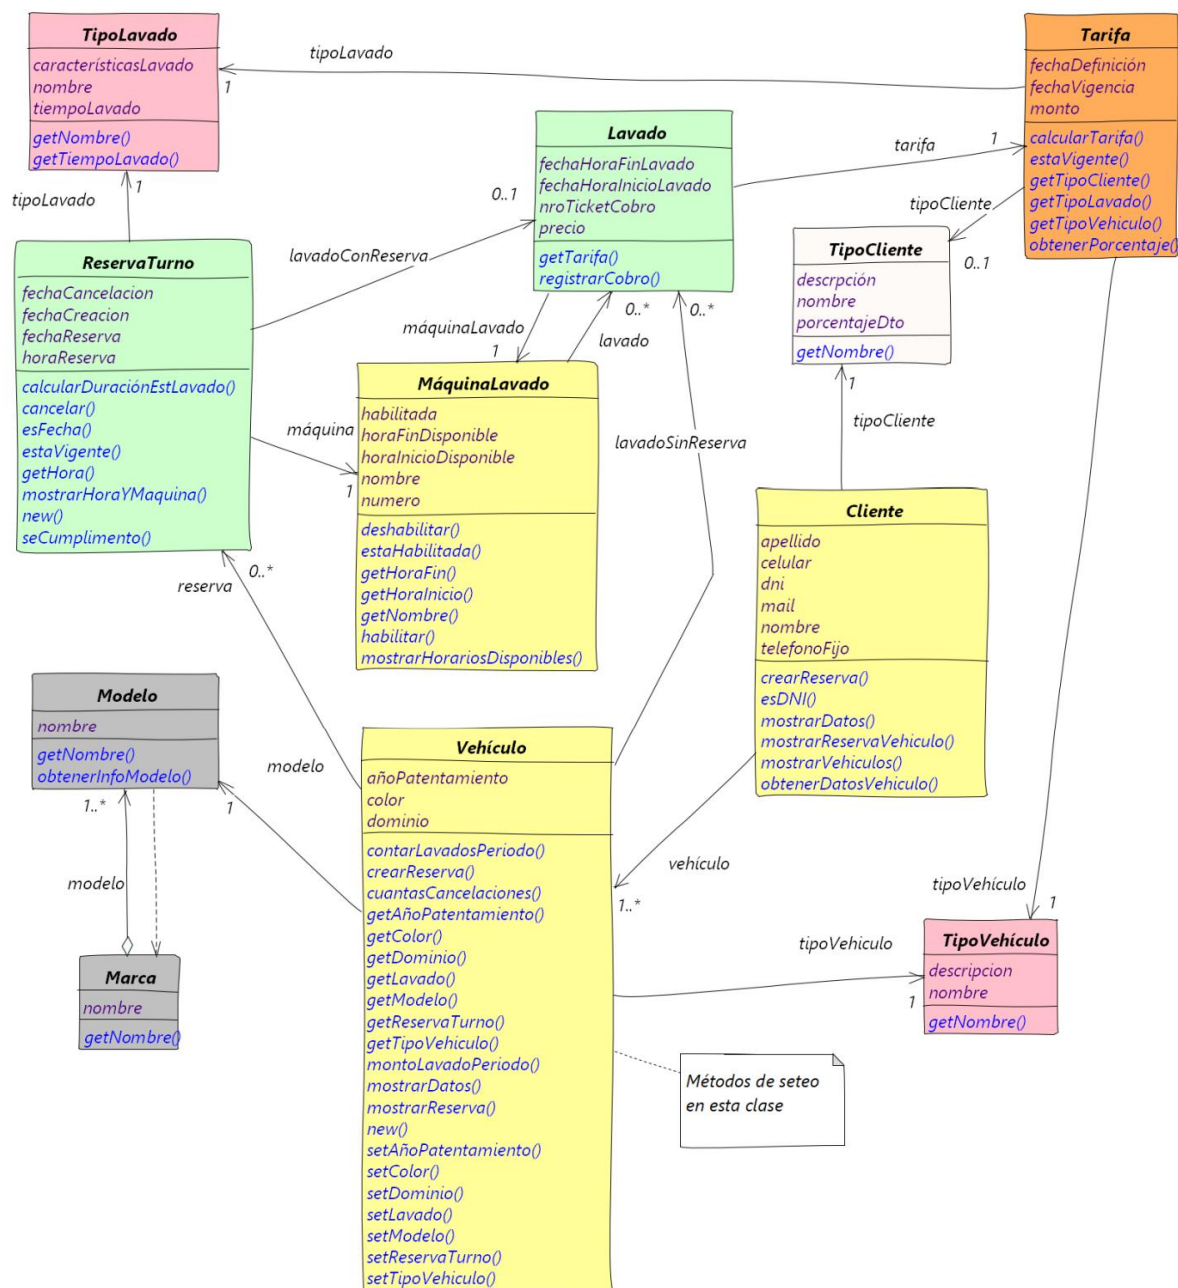 TipoLavado
característicasLavado
nombre
tiempoLavado
getNombre()
getTiempoLavado()
tipoLavado
1
Tarifa
fechaDefinición
fechaVigencia
monto
calcularTarifa()
estaVigente()
getTipoCliente()
getTipoLavado()
getTipoVehiculo()
obtenerPorcentaje()
Lavado
fechaHoraFinLavado
fechaHoraInicioLavado
nroTicketCobro
precio
getTarifa()
registrarCobro()
tarifa
1
tipoLavado
1
0..1
lavadoConReserva
tipoCliente
0..1
TipoCliente
descrpción
nombre
porcentajeDto
getNombre()
1
tipoCliente
ReservaTurno
fechaCancelacion
fechaCreacion
fechaReserva
horaReserva
calcularDuraciónEstLavado()
cancelar()
esFecha()
estaVigente()
getHora()
mostrarHoraYMaquina()
new()
seCumplimento()
máquinaLavado
1
0..*
lavado
0..*
lavadoSinReserva
máquina
1
MáquinaLavado
habilitada
horaFinDisponible
horaInicioDisponible
nombre
numero
deshabilitar()
estaHabilitada()
getHoraFin()
getHoraInicio()
getNombre()
habilitar()
mostrarHorariosDisponibles()
Cliente
apellido
celular
dni
mail
nombre
telefonoFijo
crearReserva()
esDNI()
mostrarDatos()
mostrarReservaVehiculo()
mostrarVehiculos()
obtenerDatosVehiculo()
reserva
0..*
Modelo
nombre
getNombre()
obtenerInfoModelo()
modelo
1
1..*
modelo
Marca
nombre
getNombre()
Vehículo
añoPatentamiento
color
dominio
contarLavadosPeriodo()
crearReserva()
cuantasCancelaciones()
getAñoPatentamiento()
getColor()
getDominio()
getLavado()
getModelo()
getReservaTurno()
getTipoVehiculo()
montoLavadoPeriodo()
mostrarDatos()
mostrarReserva()
new()
setAñoPatentamiento()
setColor()
setDominio()
setLavado()
setModelo()
setReservaTurno()
setTipoVehiculo()
vehículo
1..*
tipoVehículo
1
tipoVehiculo
1
TipoVehículo
descripcion
nombre
getNombre()
Métodos de seteo
en esta clase